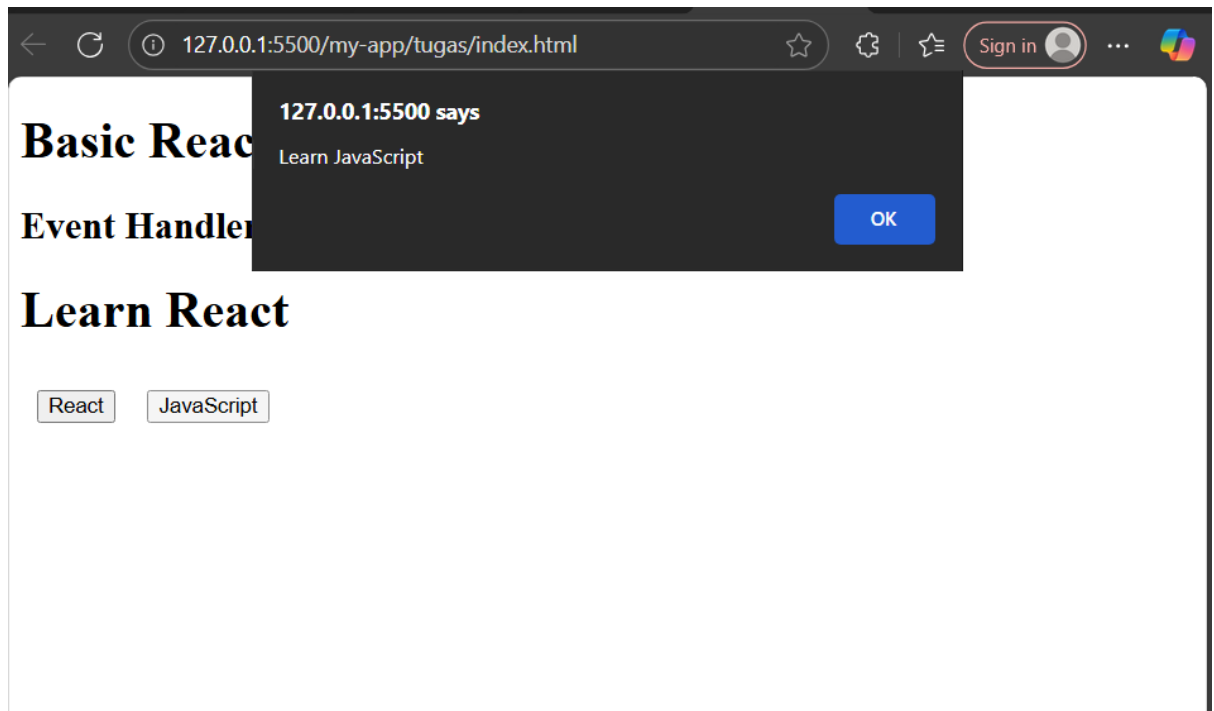 127.0.0.1:5500/my-app/tugas/index.html
Sign in
127.0.0.1:5500 says
Learn JavaScript
OK
Basic Reac
Event Handler
Learn React
React
JavaScript